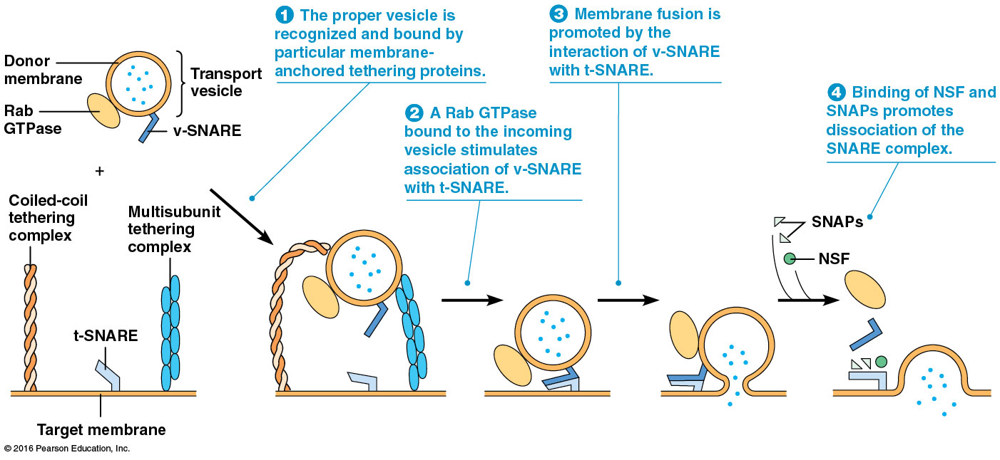 Donor
membrane
Transport
vesicle
Rab
GTPase
v-SNARE
+
Coiled-coil
tethering
complex
Multisubunit
tethering
complex
t-SNARE
Target membrane
1 The proper vesicle is
recognized and bound by
particular membrane-
anchored tethering proteins.
2 A Rab GTPase
bound to the incoming
vesicle stimulates
association of v-SNARE
with t-SNARE.
3 Membrane fusion is
promoted by the
interaction of v-SNARE
with t-SNARE.
4 Binding of NSF and
SNAPs promotes
dissociation of the
SNARE complex.
SNAPs
NSF
© 2016 Pearson Education, Inc.